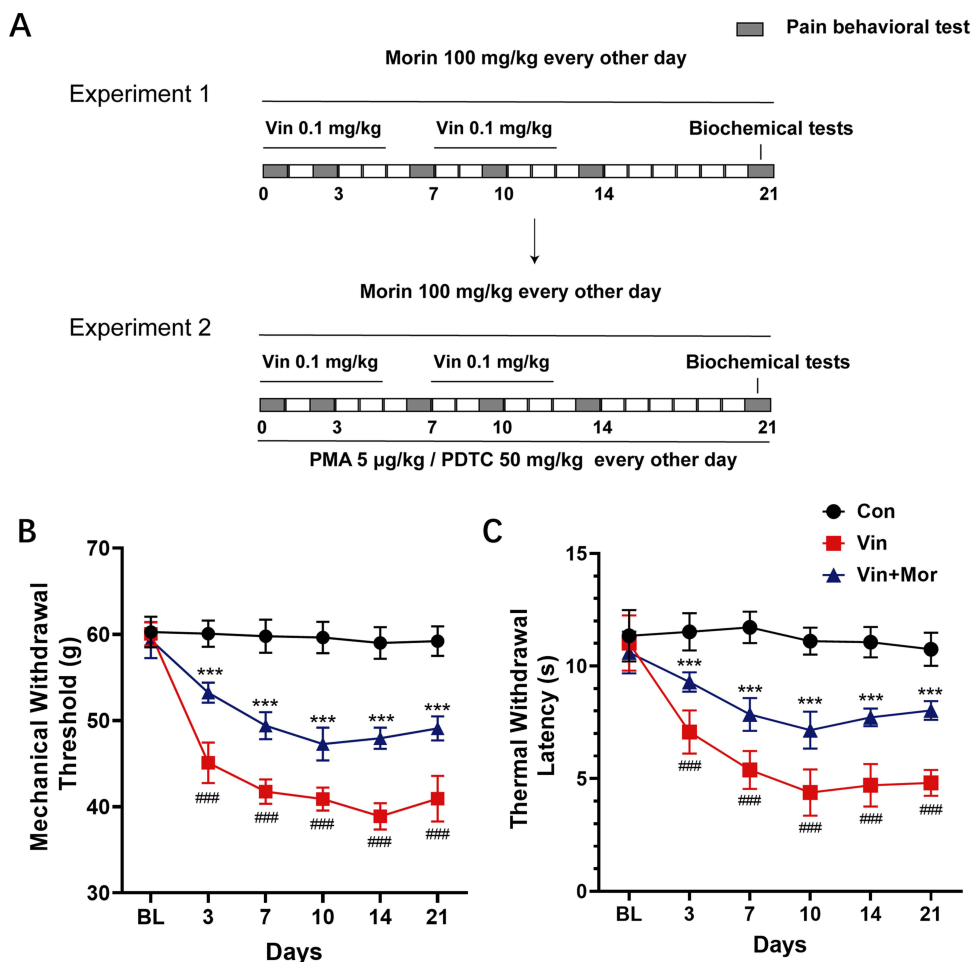 A
Pain behavioral test
Morin 100 mg/kg every other day
Experiment 1
Vin 0.1 mg/kg Vin 0.1 mg/kg Biochemical tests
0 3 7 10 14 21
Morin 100 mg/kg every other day
Experiment 2
Vin 0.1 mg/kg Vin 0.1 mg/kg Biochemical tests
0 3 7 10 14 21
PMA 5 μg/kg / PDTC 50 mg/kg every other day
B
Mechanical Withdrawal
Threshold (g)
70
60
50
40
30
*** *** *** *** ***
### ### ### ### ###
BL 3 7 10 14 21
Days
C
Con
Vin
Vin+Mor
Thermal Withdrawal
Latency (s)
15
10
5
0
*** *** *** *** ***
### ### ### ### ###
BL 3 7 10 14 21
Days